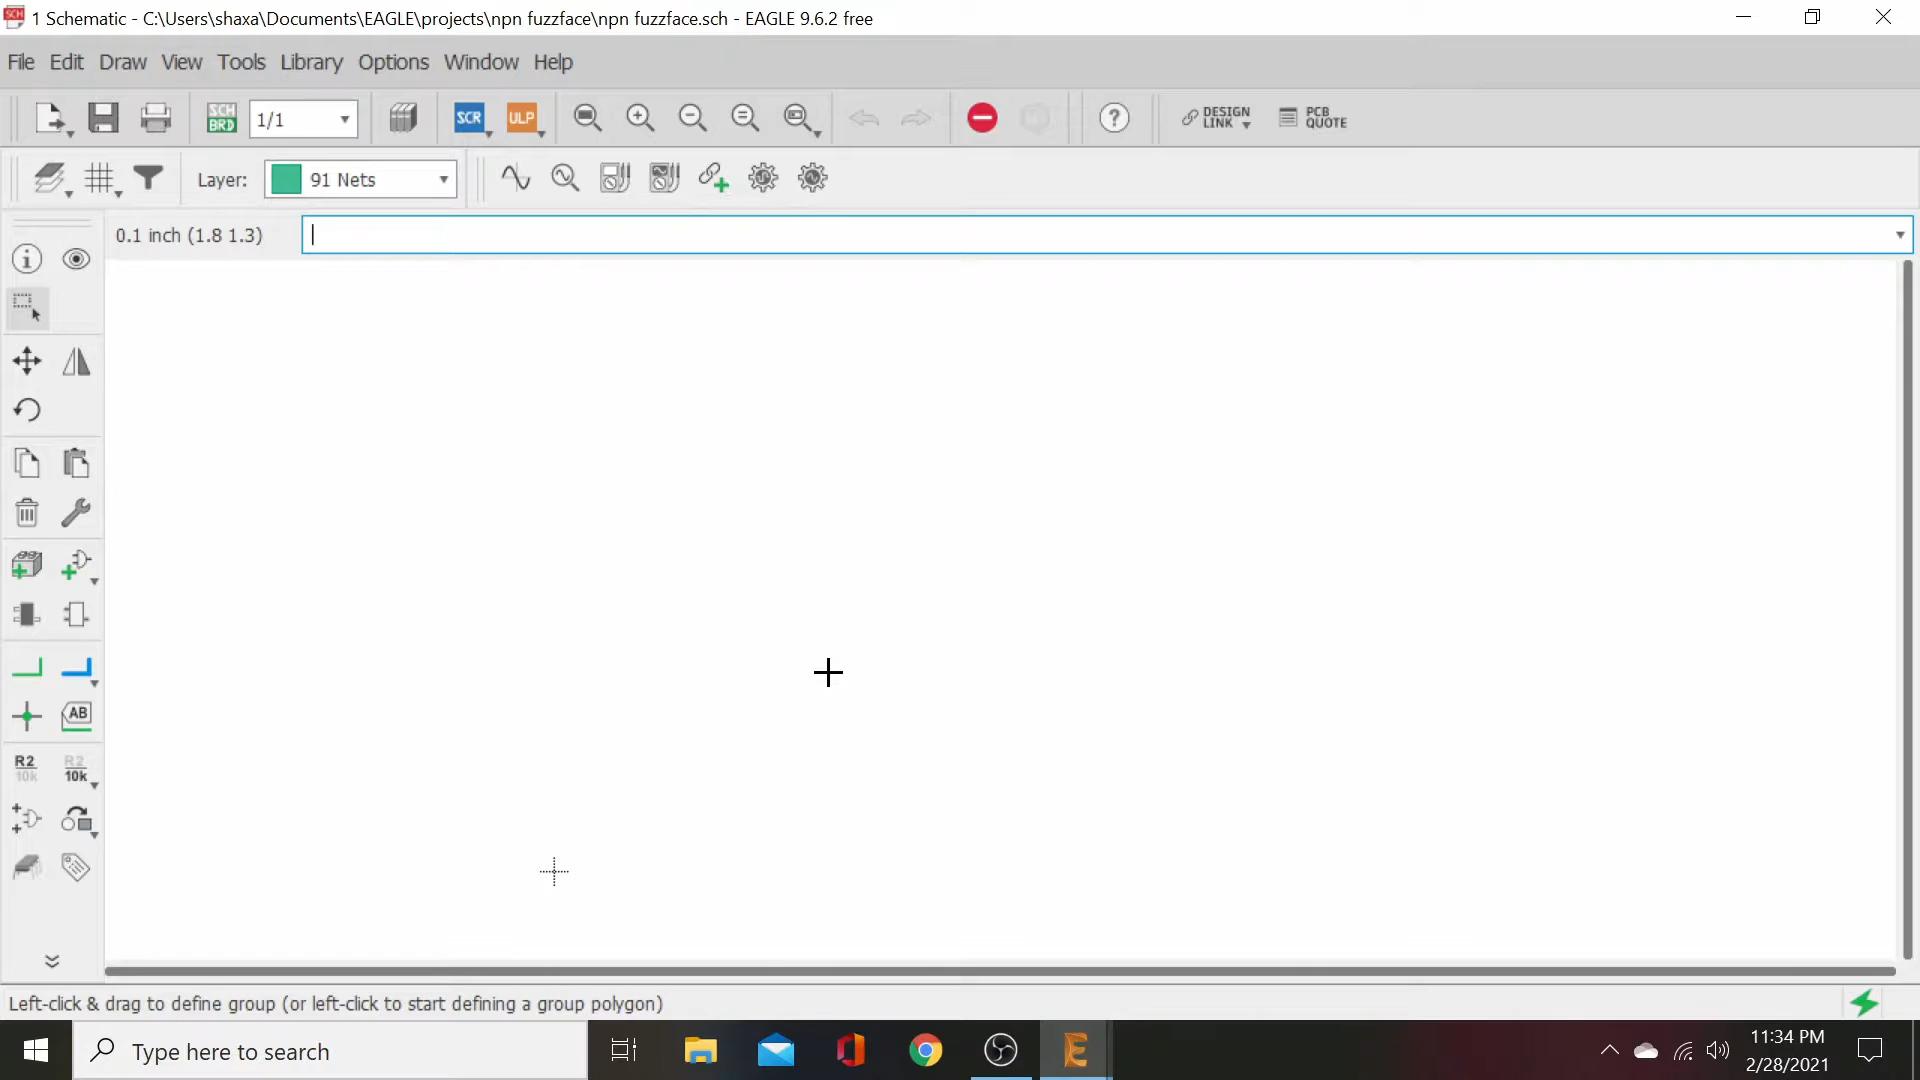 1 Schematic - C:\Users\shaxa\Documents\EAGLE\projects\npn fuzzface\npn fuzzface.sch - EAGLE 9.6.2 free
File Edit Draw View Tools Library Options Window Help
SCH BRD 1/1 SCR ULP ? DESIGN LINK PCB QUOTE
Layer: 91 Nets
0.1 inch (1.8 1.3)
AB
R2 10k R2 10k
Left-click & drag to define group (or left-click to start defining a group polygon)
Type here to search
11:34 PM
2/28/2021